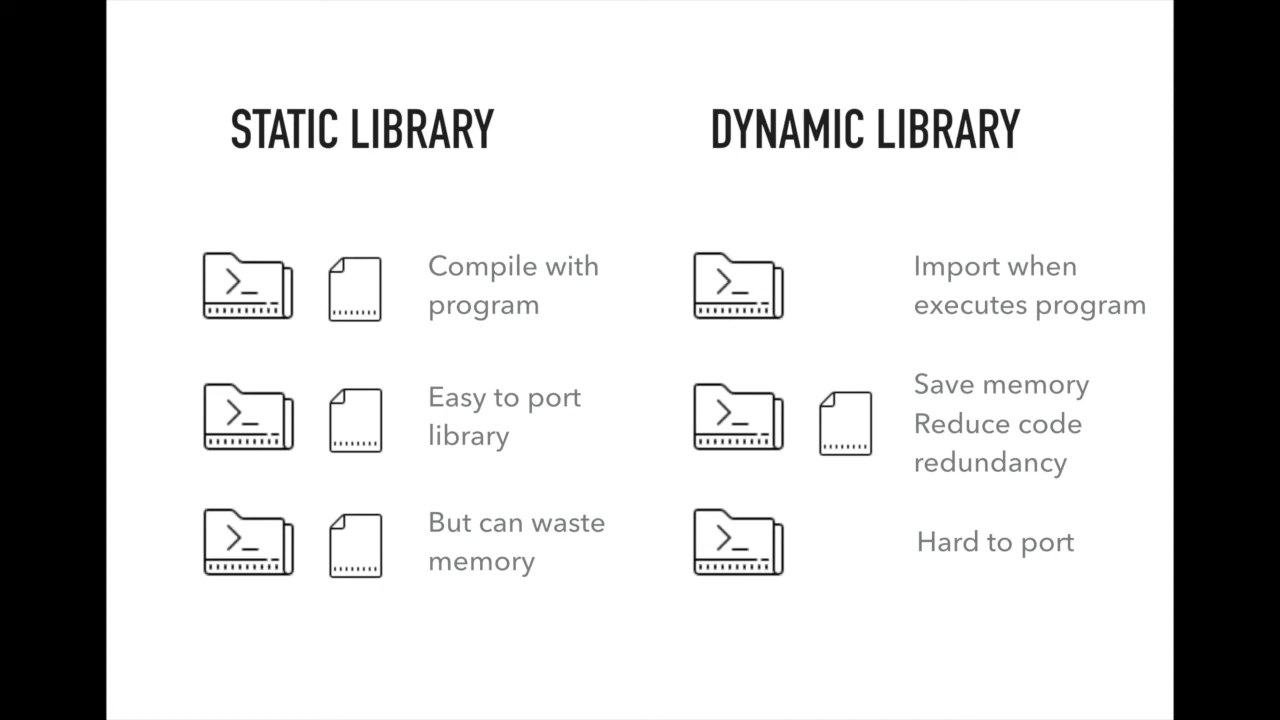 STATIC LIBRARY
Compile with
program
Easy to port
library
But can waste
memory
DYNAMIC LIBRARY
Import when
executes program
Save memory
Reduce code
redundancy
Hard to port